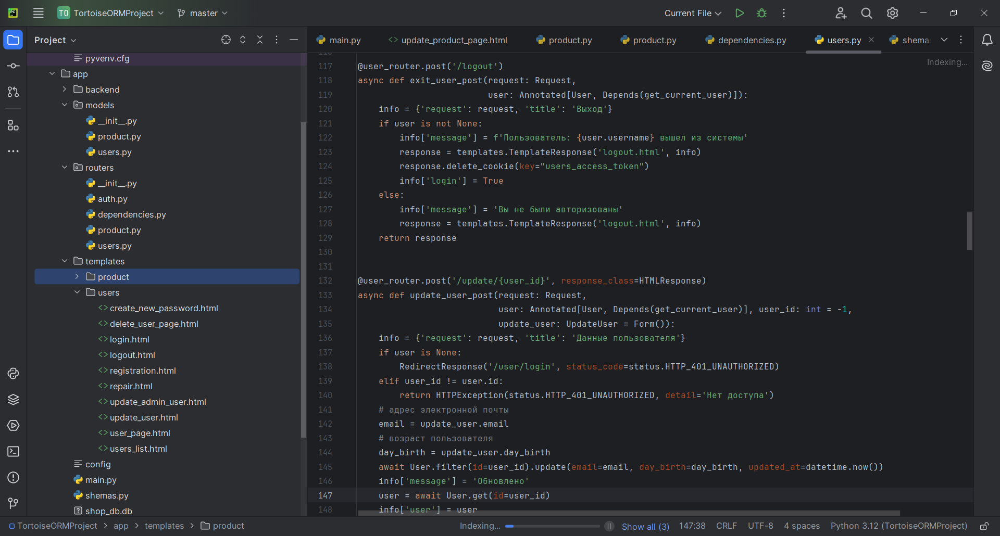 TO TortoiseORMProject master Current File
Project
main.py update_product_page.html product.py product.py dependencies.py users.py shema
pyvenv.cfg
app
backend
models
__init__.py
product.py
users.py
routers
__init__.py
auth.py
dependencies.py
product.py
users.py
templates
product
users
create_new_password.html
delete_user_page.html
login.html
logout.html
registration.html
repair.html
update_admin_user.html
update_user.html
user_page.html
users_list.html
config
main.py
shemas.py
shop_db.db
Indexing...
117 @user_router.post('/logout')
118 async def exit_user_post(request: Request,
119 user: Annotated[User, Depends(get_current_user)]):
120 info = {'request': request, 'title': 'Выход'}
121 if user is not None:
122 info['message'] = f'Пользователь: {user.username} вышел из системы'
123 response = templates.TemplateResponse('logout.html', info)
124 response.delete_cookie(key="users_access_token")
125 info['login'] = True
126 else:
127 info['message'] = 'Вы не были авторизованы'
128 response = templates.TemplateResponse('logout.html', info)
129 return response
130
131
132 @user_router.post('/update/{user_id}', response_class=HTMLResponse)
133 async def update_user_post(request: Request,
134 user: Annotated[User, Depends(get_current_user)], user_id: int = -1,
135 update_user: UpdateUser = Form()):
136 info = {'request': request, 'title': 'Данные пользователя'}
137 if user is None:
138 RedirectResponse('/user/login', status_code=status.HTTP_401_UNAUTHORIZED)
139 elif user_id != user.id:
140 return HTTPException(status.HTTP_401_UNAUTHORIZED, detail='Нет доступа')
141 # адрес электронной почты
142 email = update_user.email
143 # возраст пользователя
144 day_birth = update_user.day_birth
145 await User.filter(id=user_id).update(email=email, day_birth=day_birth, updated_at=datetime.now())
146 info['message'] = 'Обновлено'
147 user = await User.get(id=user_id)
148 info['user'] = user
TortoiseORMProject > app > templates > product Indexing... Show all (3) 147:38 CRLF UTF-8 4 spaces Python 3.12 (TortoiseORMProject)